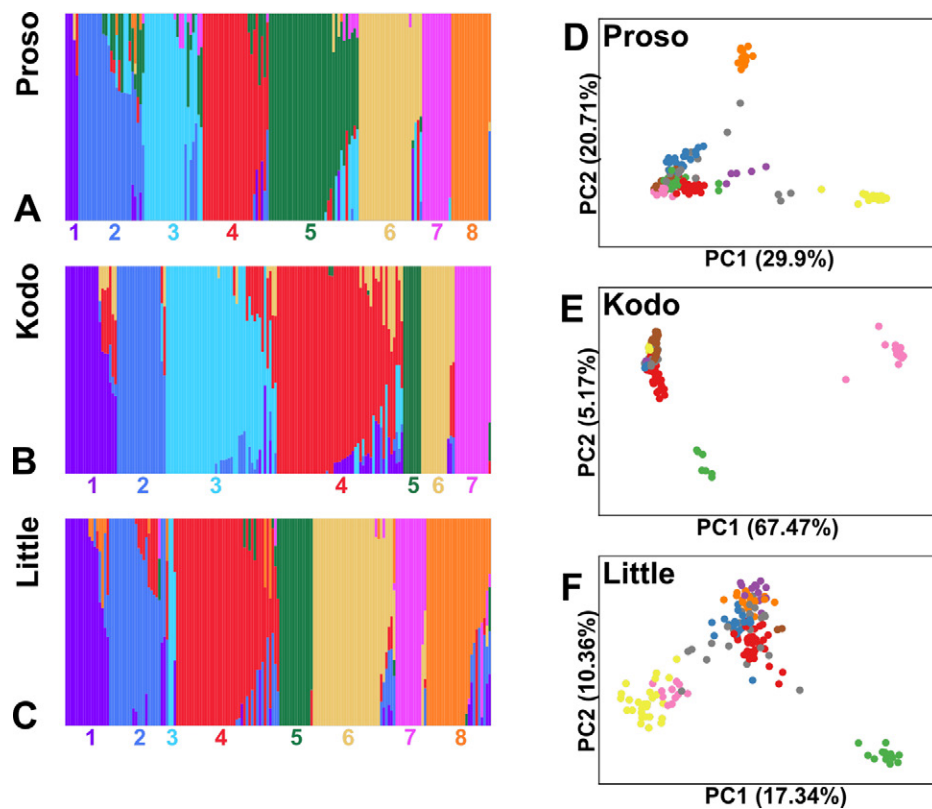 Proso
A
1 2 3 4 5 6 7 8
Kodo
B
1 2 3 4 5 6 7
Little
C
1 2 3 4 5 6 7 8
D Proso
PC2 (20.71%)
PC1 (29.9%)
E Kodo
PC2 (5.17%)
PC1 (67.47%)
F Little
PC2 (10.36%)
PC1 (17.34%)